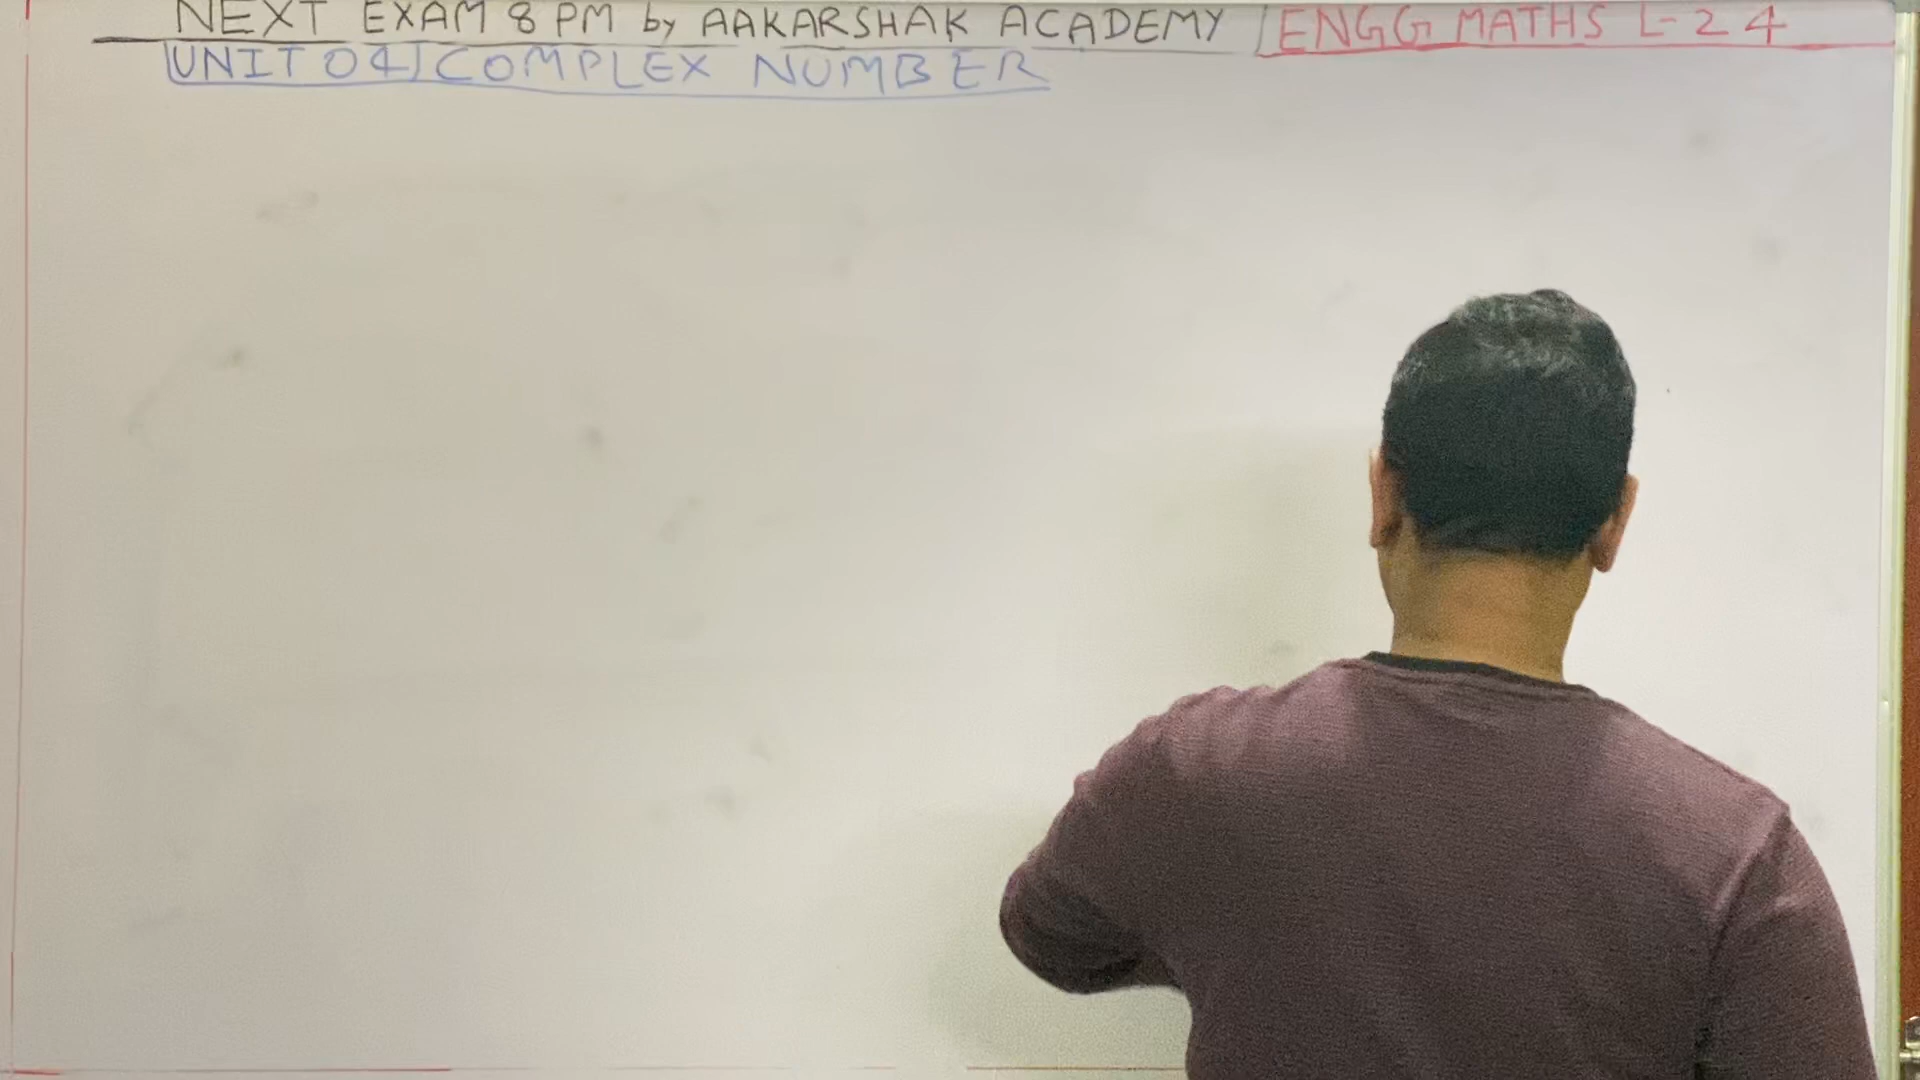 NEXT EXAM 8 PM by AAKARSHAK ACADEMY ENGG MATHS L-24
UNIT 04 COMPLEX NUMBER